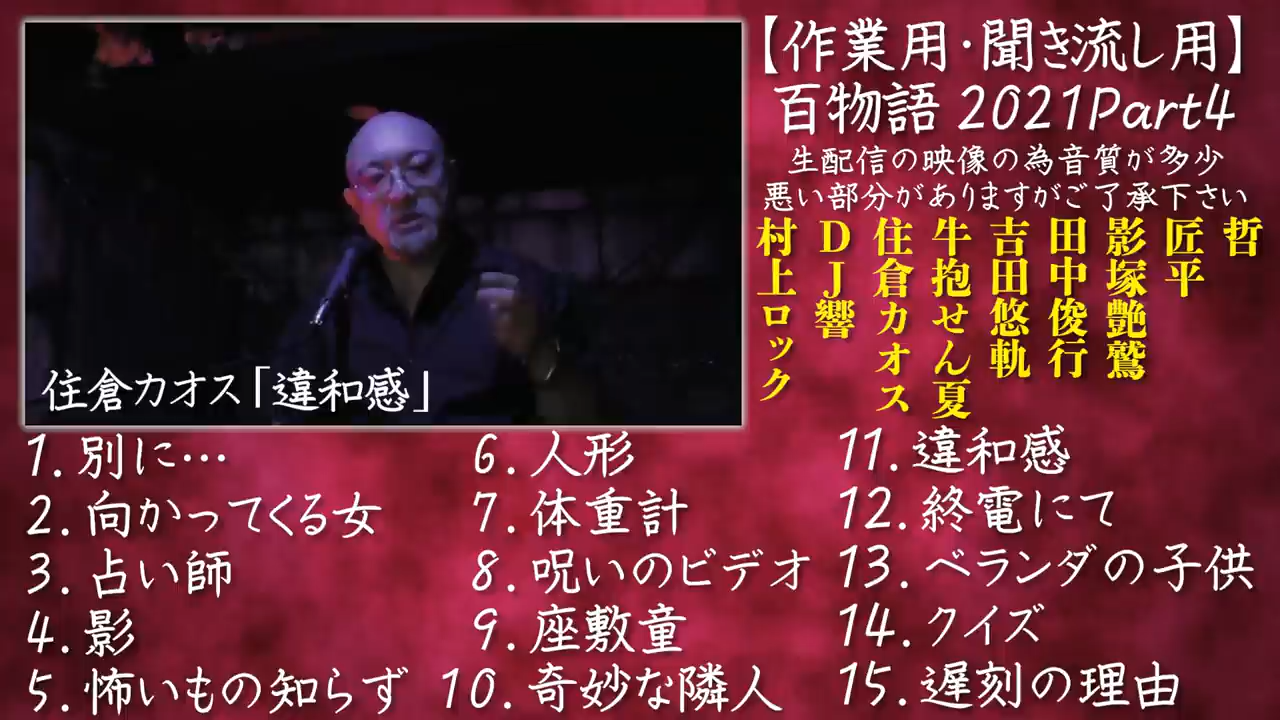 【作業用・聞き流し用】
百物語 2021Part4
生配信の映像の為音質が多少
悪い部分がありますがご了承下さい
哲
匠平
影塚艶鷲
田中俊行
吉田悠軌
牛抱せん夏
住倉カオス
DJ響
村上ロック
住倉カオス「違和感」
1. 別に…
2. 向かってくる女
3. 占い師
4. 影
5. 怖いもの知らず
6. 人形
7. 体重計
8. 呪いのビデオ
9. 座敷童
10. 奇妙な隣人
11. 違和感
12. 終電にて
13. ベランダの子供
14. クイズ
15. 遅刻の理由